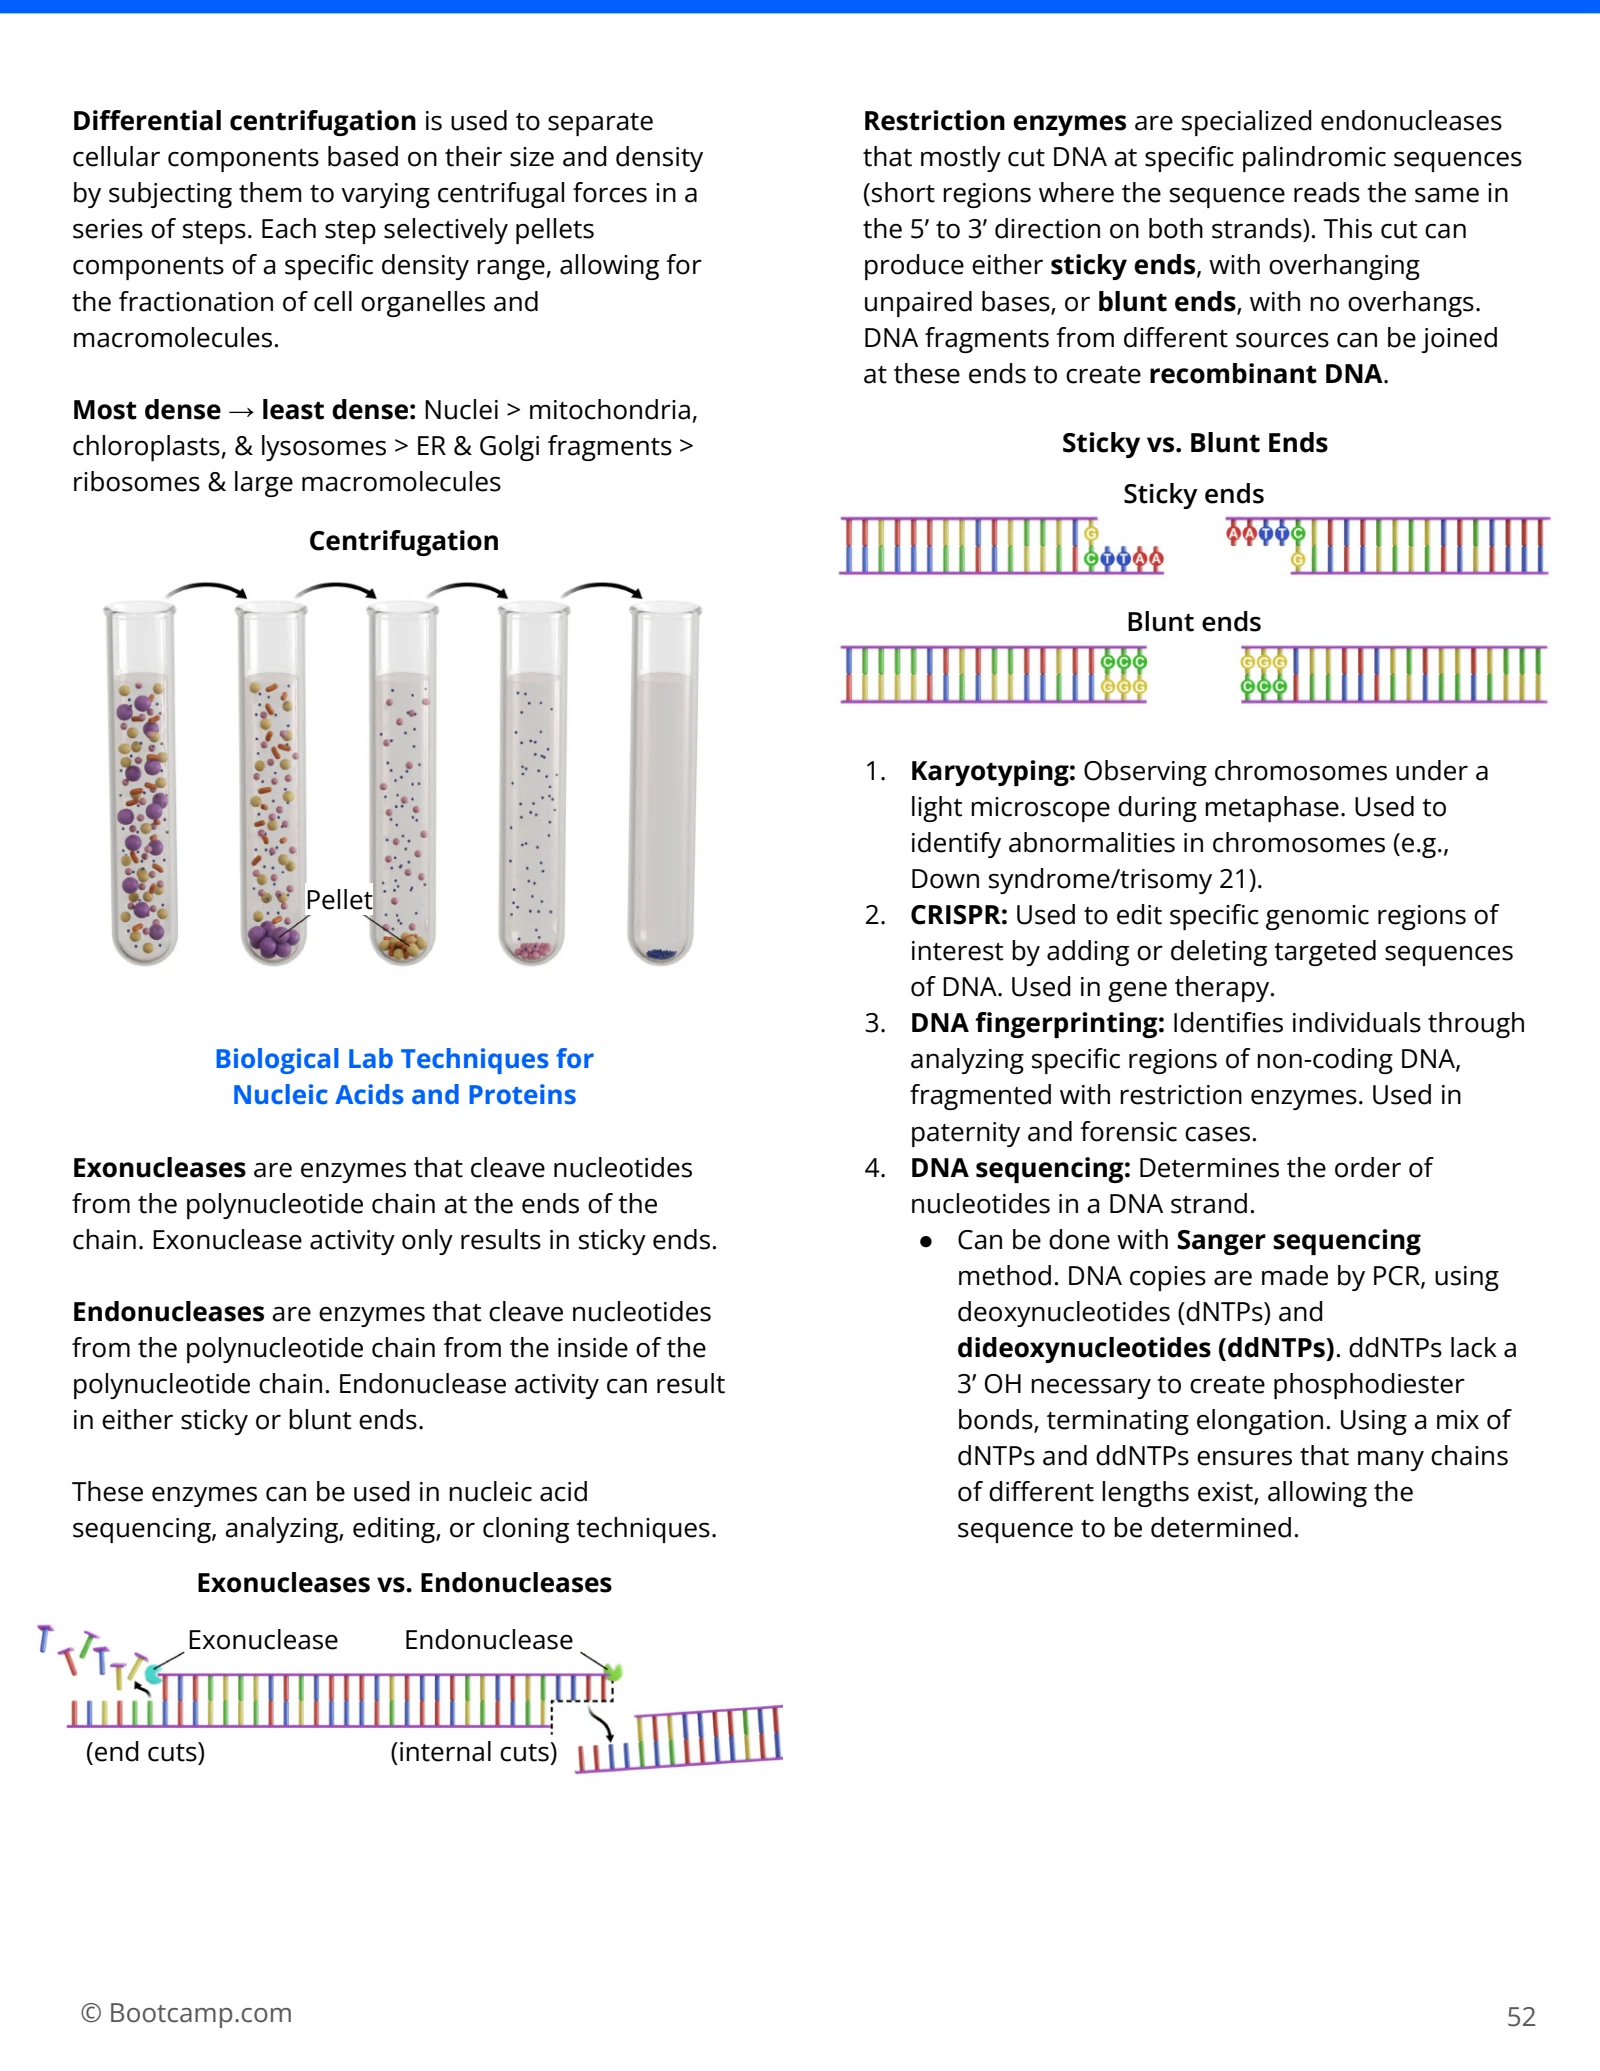 Differential centrifugation is used to separate
cellular components based on their size and density
by subjecting them to varying centrifugal forces in a
series of steps. Each step selectively pellets
components of a specific density range, allowing for
the fractionation of cell organelles and
macromolecules.
Most dense → least dense: Nuclei > mitochondria,
chloroplasts, & lysosomes > ER & Golgi fragments >
ribosomes & large macromolecules
Centrifugation
Pellet
Biological Lab Techniques for
Nucleic Acids and Proteins
Exonucleases are enzymes that cleave nucleotides
from the polynucleotide chain at the ends of the
chain. Exonuclease activity only results in sticky ends.
Endonucleases are enzymes that cleave nucleotides
from the polynucleotide chain from the inside of the
polynucleotide chain. Endonuclease activity can result
in either sticky or blunt ends.
These enzymes can be used in nucleic acid
sequencing, analyzing, editing, or cloning techniques.
Exonucleases vs. Endonucleases
Exonuclease Endonuclease
(end cuts) (internal cuts)
Restriction enzymes are specialized endonucleases
that mostly cut DNA at specific palindromic sequences
(short regions where the sequence reads the same in
the 5’ to 3’ direction on both strands). This cut can
produce either sticky ends, with overhanging
unpaired bases, or blunt ends, with no overhangs.
DNA fragments from different sources can be joined
at these ends to create recombinant DNA.
Sticky vs. Blunt Ends
Sticky ends
G AATTC
CTTAA G
Blunt ends
CCC GGG
GGG CCC
1. Karyotyping: Observing chromosomes under a
light microscope during metaphase. Used to
identify abnormalities in chromosomes (e.g.,
Down syndrome/trisomy 21).
2. CRISPR: Used to edit specific genomic regions of
interest by adding or deleting targeted sequences
of DNA. Used in gene therapy.
3. DNA fingerprinting: Identifies individuals through
analyzing specific regions of non-coding DNA,
fragmented with restriction enzymes. Used in
paternity and forensic cases.
4. DNA sequencing: Determines the order of
nucleotides in a DNA strand.
● Can be done with Sanger sequencing
method. DNA copies are made by PCR, using
deoxynucleotides (dNTPs) and
dideoxynucleotides (ddNTPs). ddNTPs lack a
3’ OH necessary to create phosphodiester
bonds, terminating elongation. Using a mix of
dNTPs and ddNTPs ensures that many chains
of different lengths exist, allowing the
sequence to be determined.
© Bootcamp.com
52